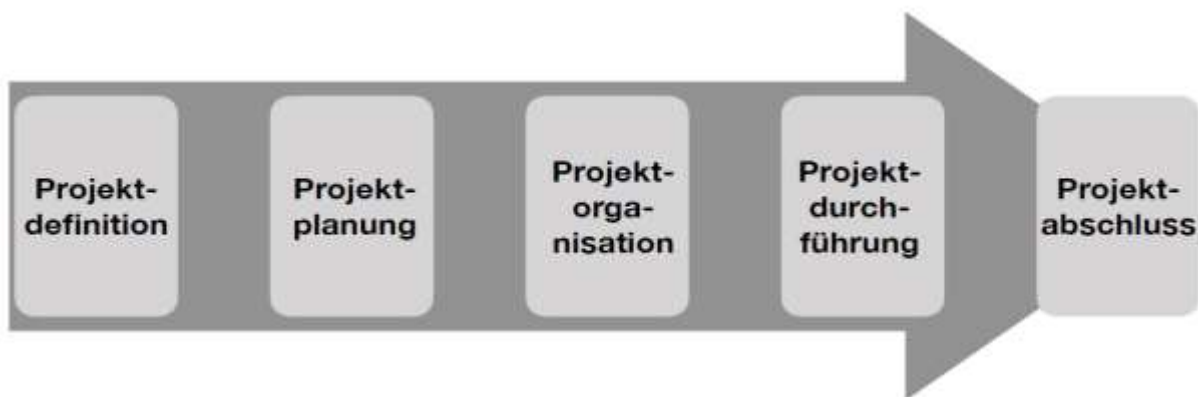 Projekt-
definition
Projekt-
planung
Projekt-
orga-
nisation
Projekt-
durch-
führung
Projekt-
abschluss